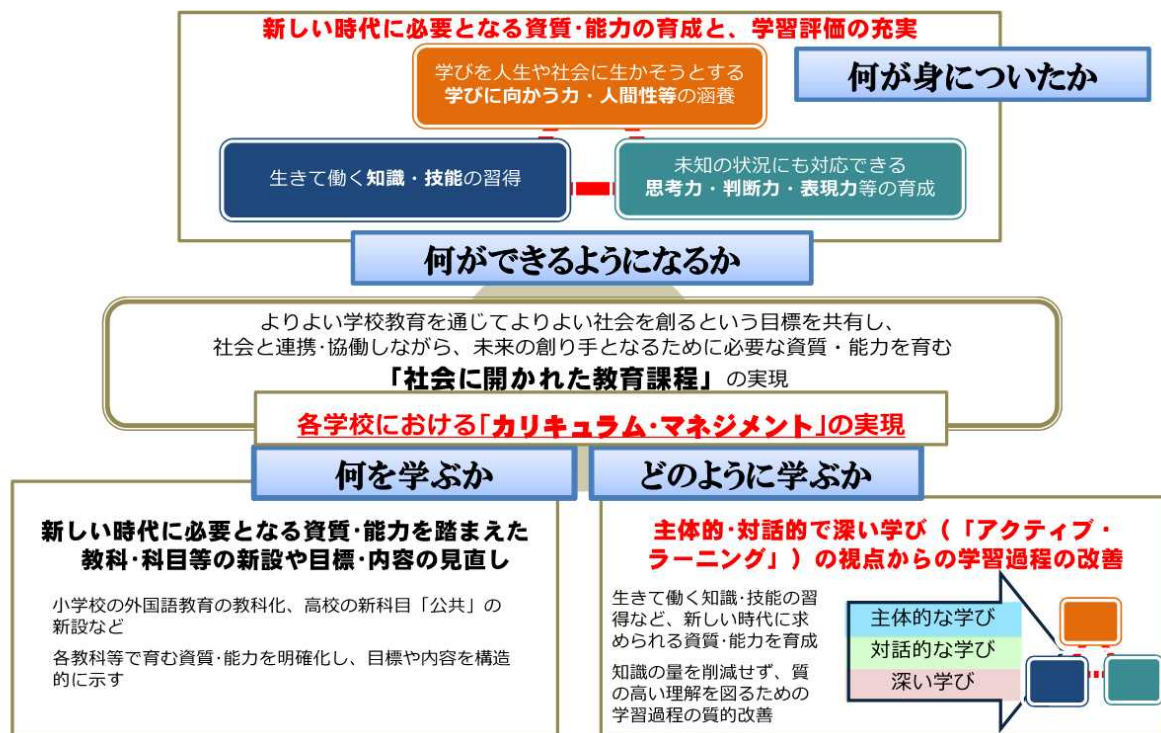 新しい時代に必要となる資質･能力の育成と、学習評価の充実
何が身についたか
学びを人生や社会に生かそうとする
学びに向かう力・人間性等の涵養
生きて働く知識・技能の習得
未知の状況にも対応できる
思考力・判断力・表現力等の育成
何ができるようになるか
よりよい学校教育を通じてよりよい社会を創るという目標を共有し、
社会と連携･協働しながら、未来の創り手となるために必要な資質・能力を育む
「社会に開かれた教育課程」の実現
各学校における｢カリキュラム･マネジメント｣の実現
何を学ぶか
新しい時代に必要となる資質･能力を踏まえた
教科･科目等の新設や目標･内容の見直し
小学校の外国語教育の教科化、高校の新科目「公共」の
新設など
各教科等で育む資質･能力を明確化し、目標や内容を構造
的に示す
どのように学ぶか
主体的･対話的で深い学び（「アクティブ・
ラーニング」）の視点からの学習過程の改善
生きて働く知識･技能の習
得など、新しい時代に求
められる資質･能力を育成
知識の量を削減せず、質
の高い理解を図るための
学習過程の質的改善
主体的な学び
対話的な学び
深い学び